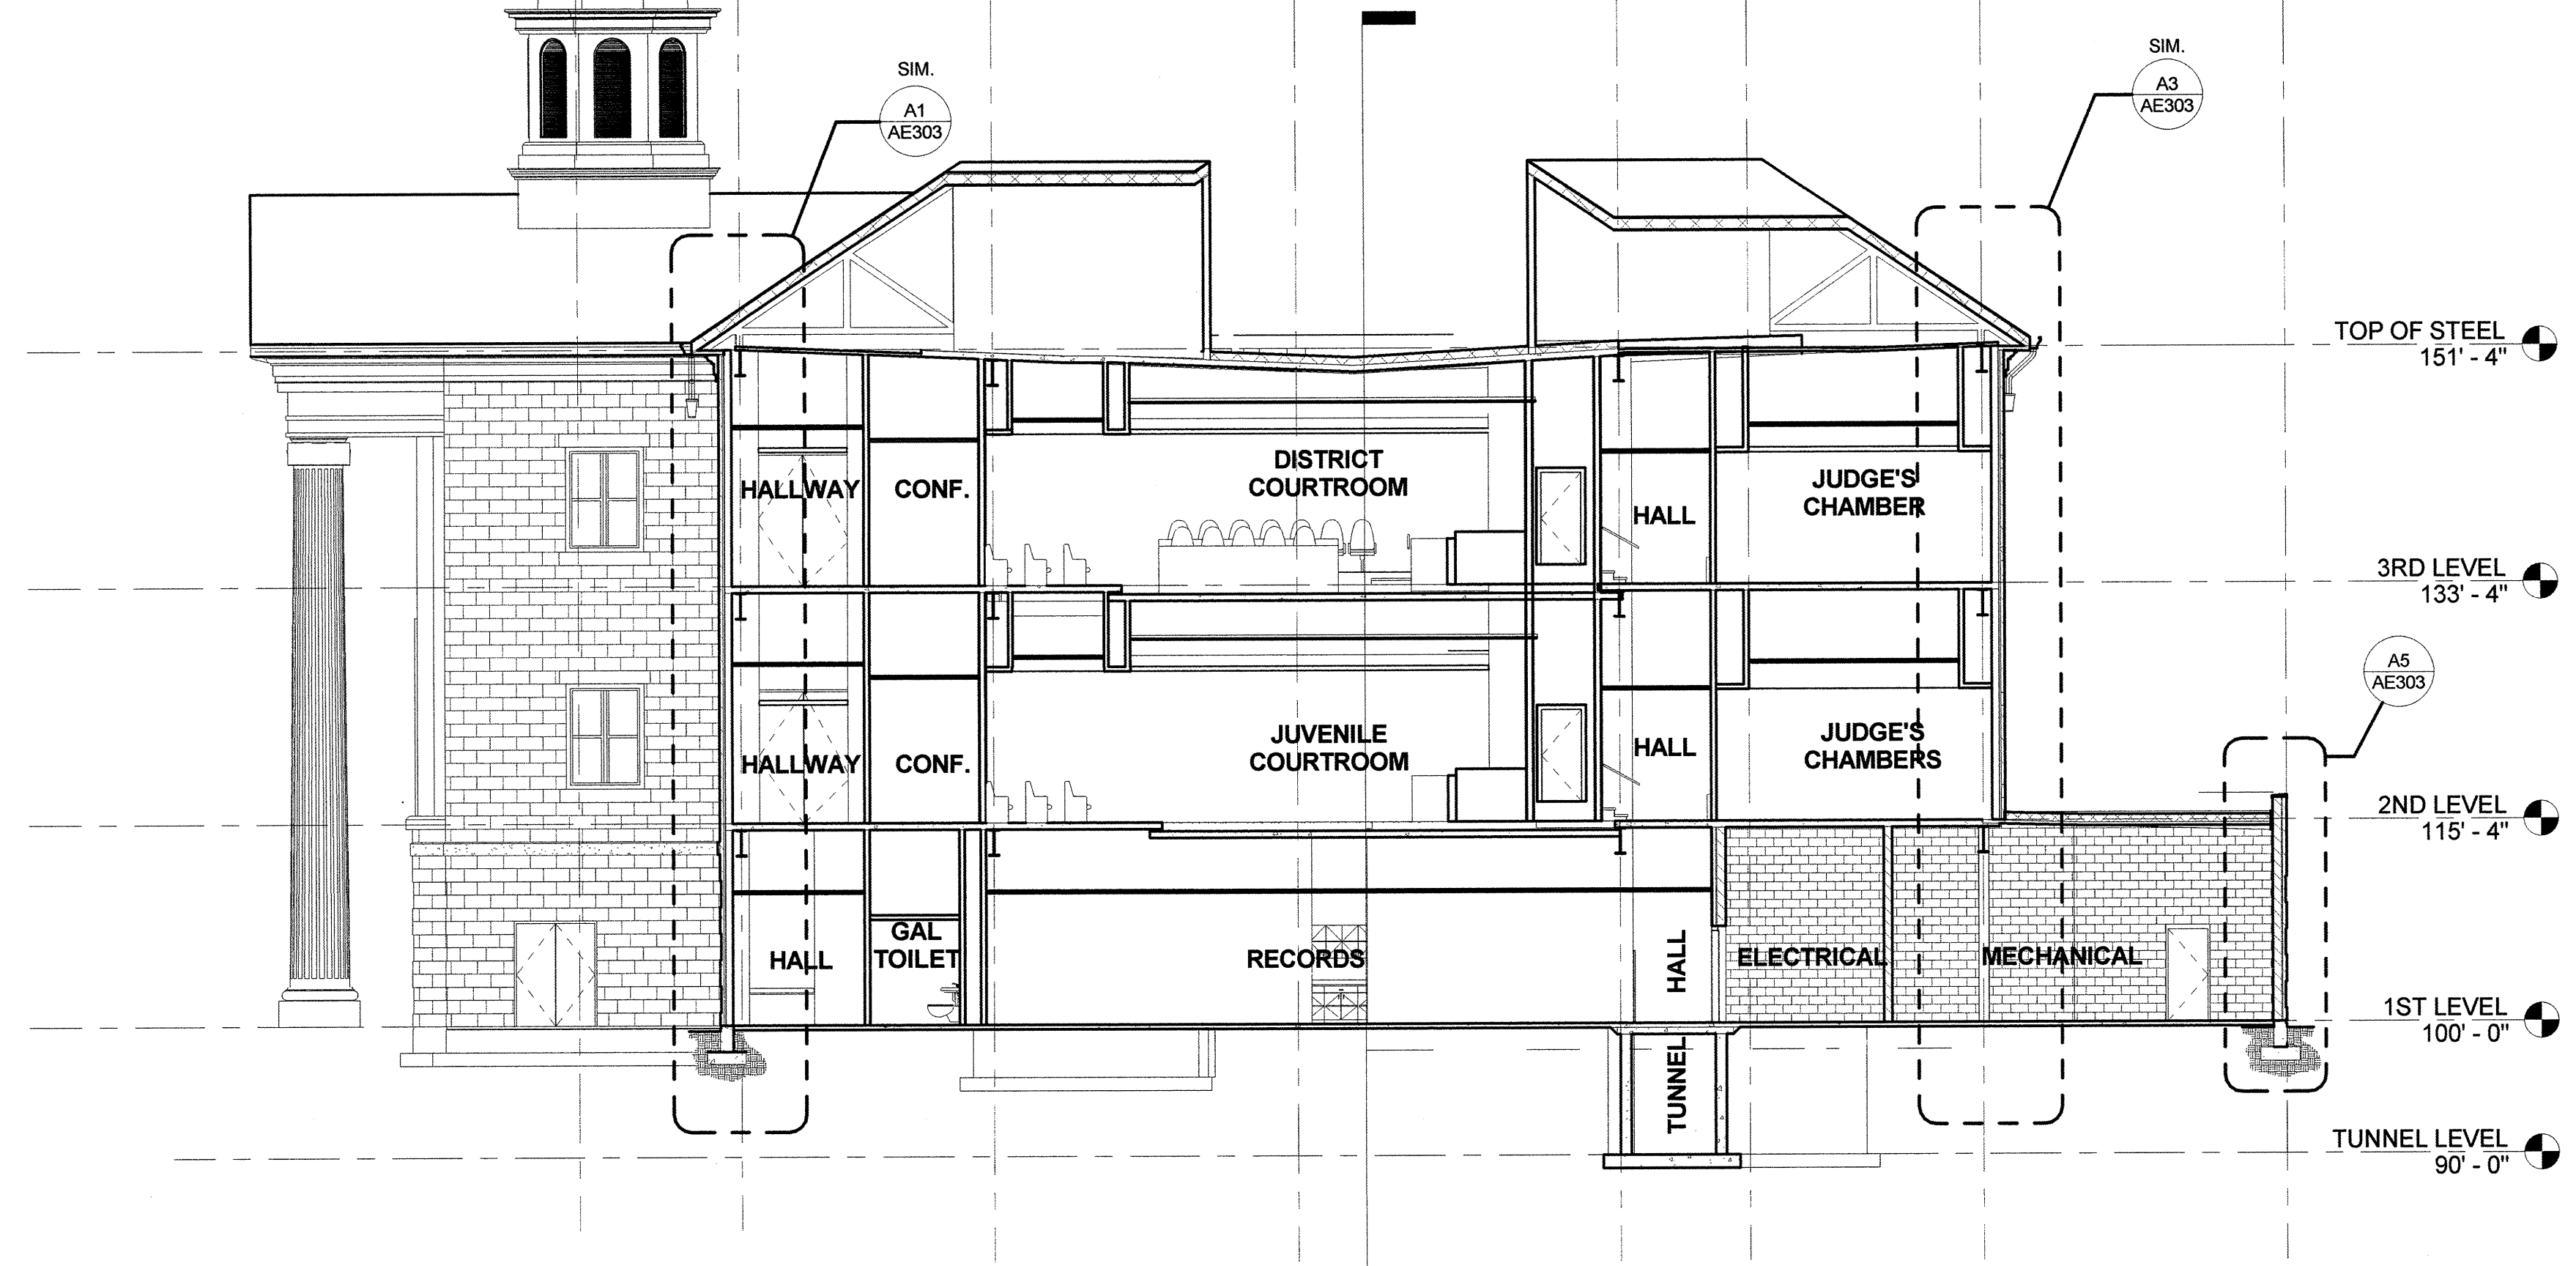 SIM.
A1
AE303
SIM.
A3
AE303
TOP OF STEEL
151' - 4"
DISTRICT
COURTROOM
HALLWAY
CONF.
HALL
JUDGE'S
CHAMBER
3RD LEVEL
133' - 4"
A5
AE303
JUVENILE
COURTROOM
HALLWAY
CONF.
HALL
JUDGE'S
CHAMBERS
2ND LEVEL
115' - 4"
HALL
GAL
TOILET
RECORDS
HALL
ELECTRICAL
MECHANICAL
1ST LEVEL
100' - 0"
TUNNEL
TUNNEL LEVEL
90' - 0"